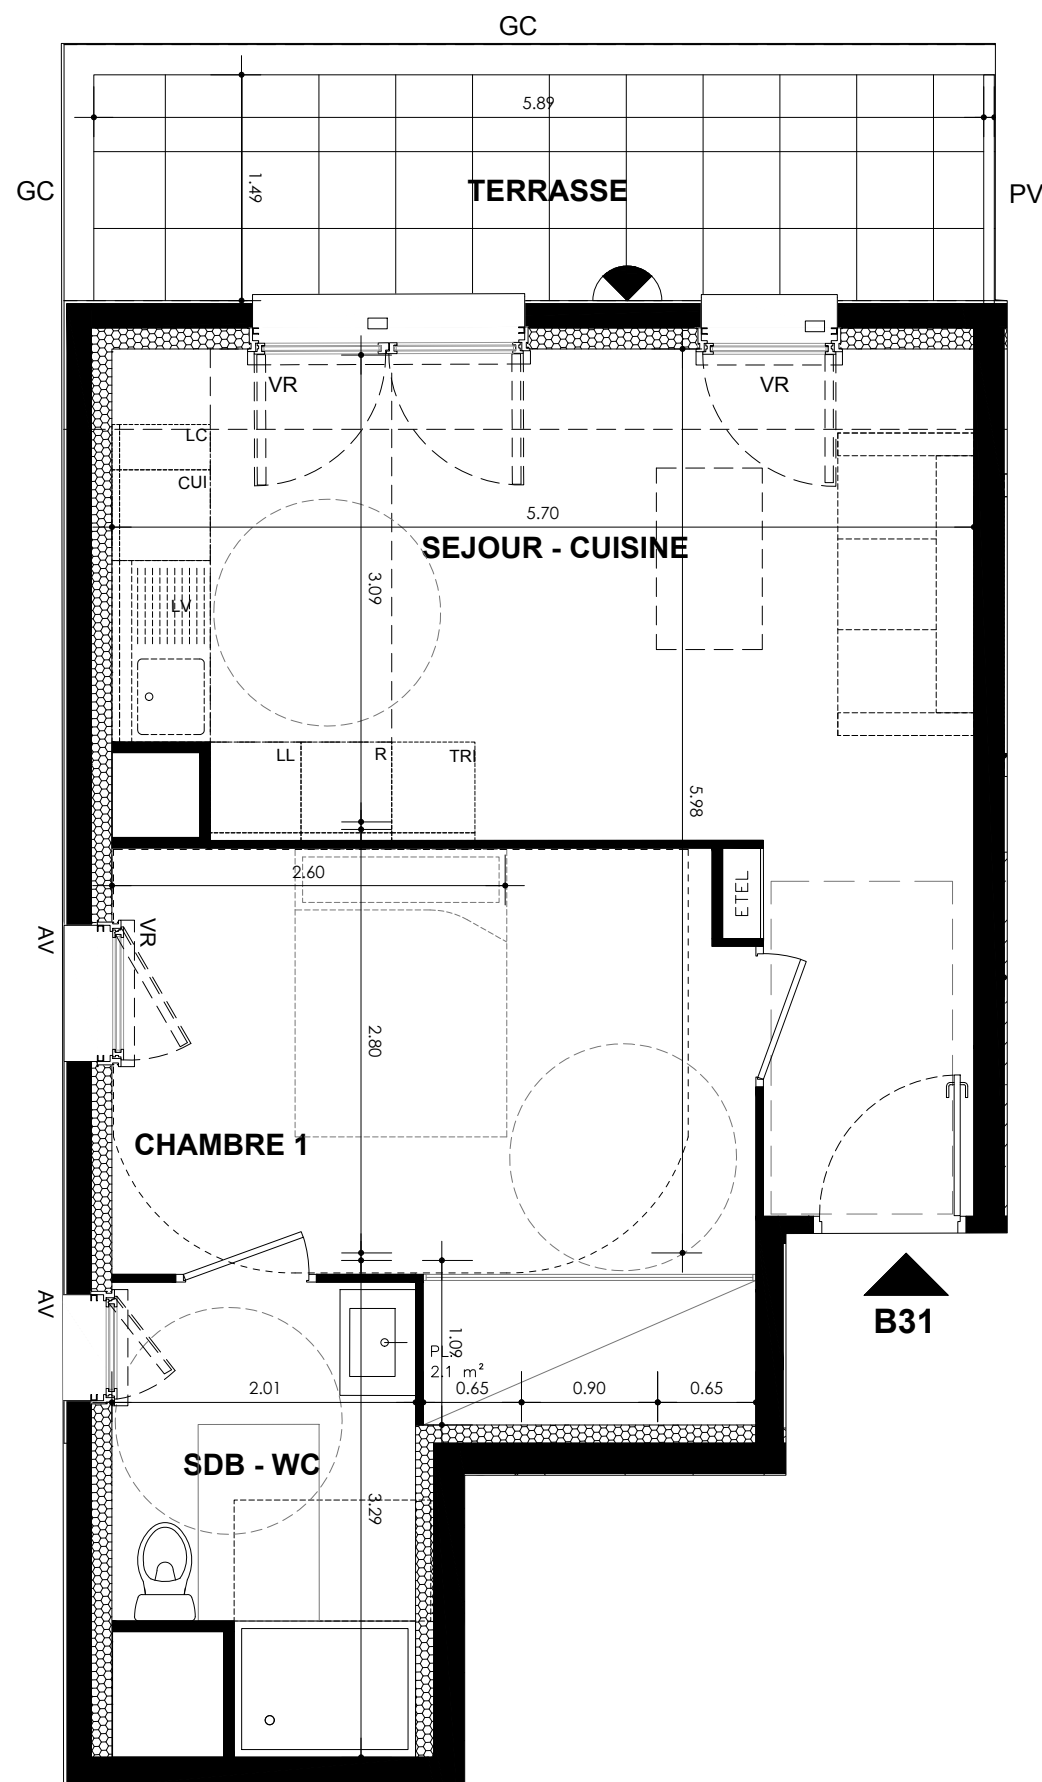 GC
5.89
1.49
GC
TERRASSE
PV
VR
VR
LC
CUI
5.70
SEJOUR - CUISINE
3.09
LV
LL
R
TRI
5.98
2.60
ETEL
AV
VR
2.80
CHAMBRE 1
AV
B31
1.09
PL.
2.1 m²
2.01
0.65
0.90
0.65
SDB - WC
3.29